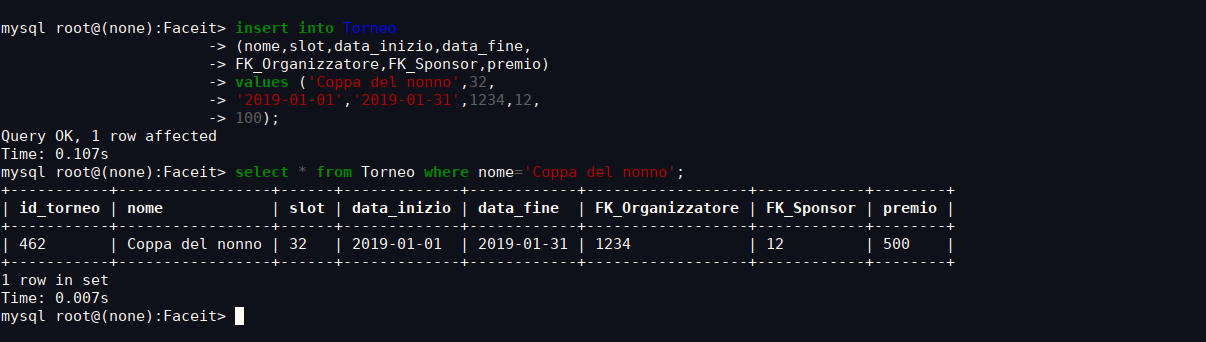 mysql root@(none):Faceit> insert into Torneo
-> (nome,slot,data_inizio,data_fine,
-> FK_Organizzatore,FK_Sponsor,premio)
-> values ('Coppa del nonno',32,
-> '2019-01-01','2019-01-31',1234,12,
-> 100);
Query OK, 1 row affected
Time: 0.107s
mysql root@(none):Faceit> select * from Torneo where nome='Coppa del nonno';
+-----------+-----------------+------+-------------+------------+------------------+------------+--------+
| id_torneo | nome            | slot | data_inizio | data_fine  | FK_Organizzatore | FK_Sponsor | premio |
+-----------+-----------------+------+-------------+------------+------------------+------------+--------+
| 462       | Coppa del nonno | 32   | 2019-01-01  | 2019-01-31 | 1234             | 12         | 500    |
+-----------+-----------------+------+-------------+------------+------------------+------------+--------+
1 row in set
Time: 0.007s
mysql root@(none):Faceit>